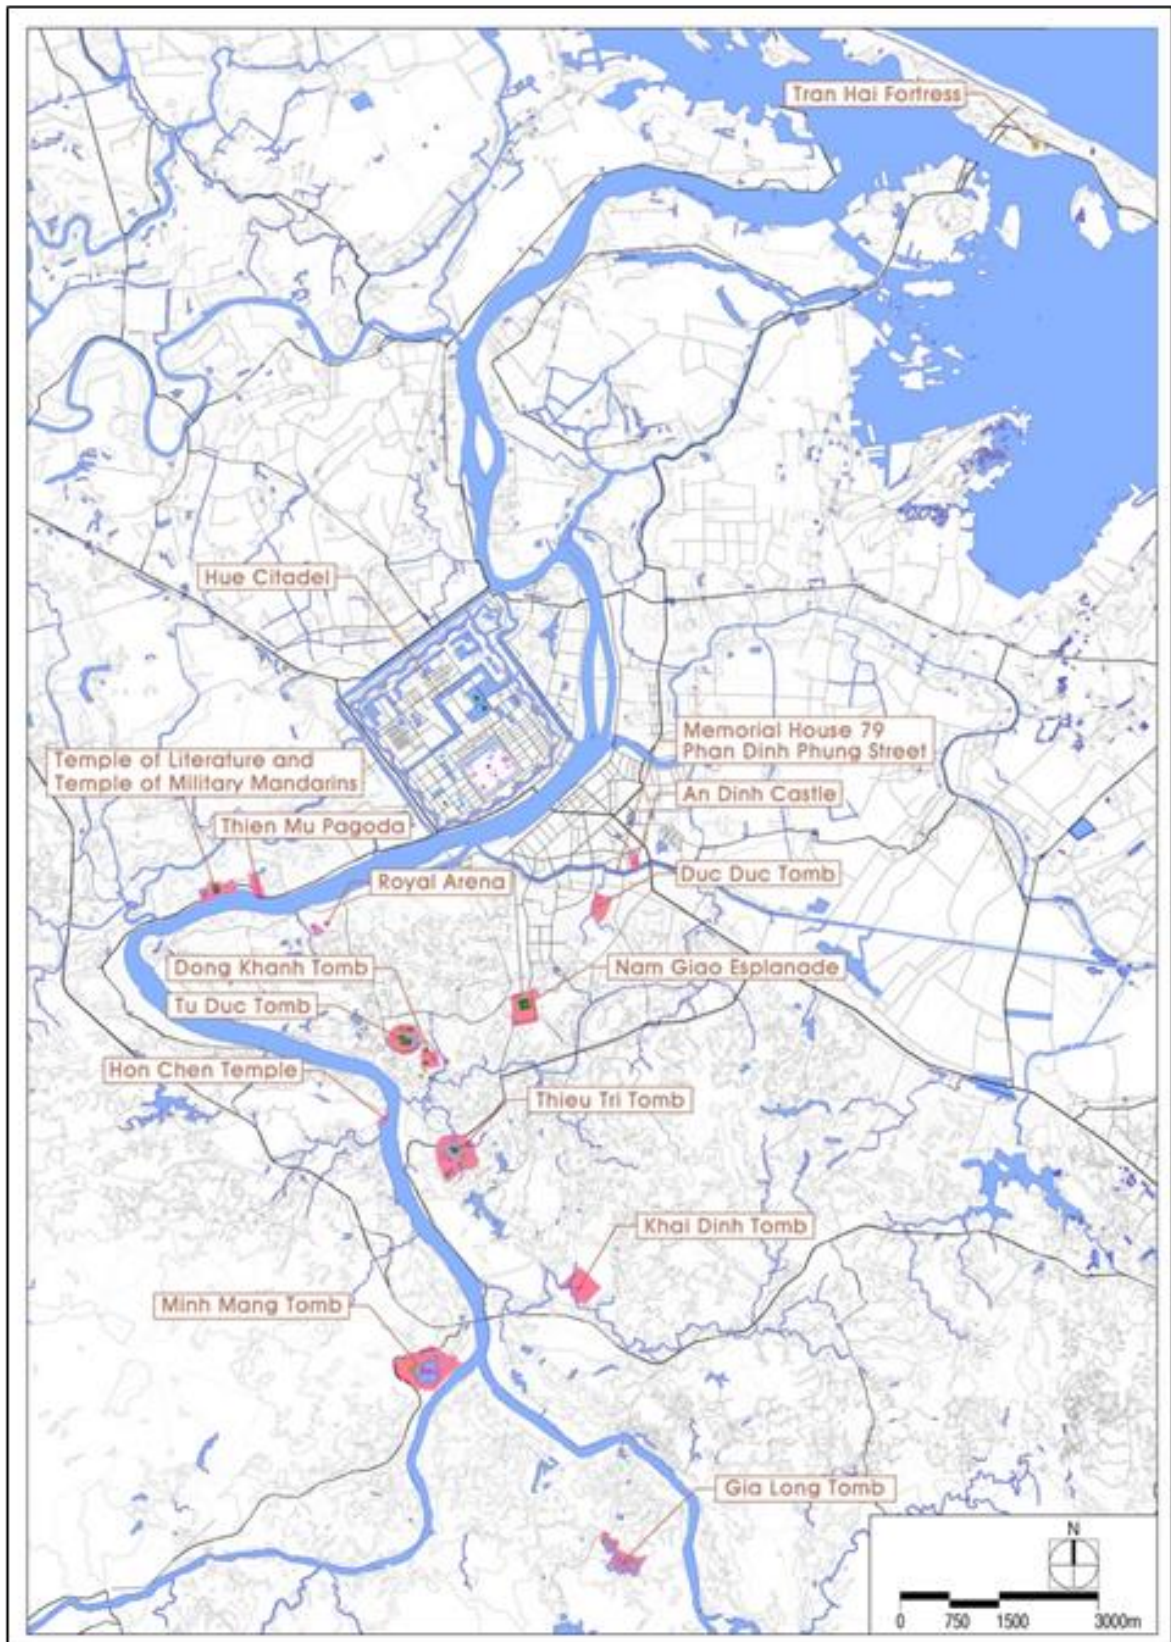 Tran Hai Fortress
Hue Citadel
Memorial House 79
Phan Dinh Phung Street
Temple of Literature and
Temple of Military Mandarins
An Dinh Castle
Thien Mu Pagoda
Royal Arena
Duc Duc Tomb
Dong Khanh Tomb
Nam Giao Esplanade
Tu Duc Tomb
Hon Chen Temple
Thieu Tri Tomb
Khai Dinh Tomb
Minh Mang Tomb
Gia Long Tomb
N
0 750 1500 3000m